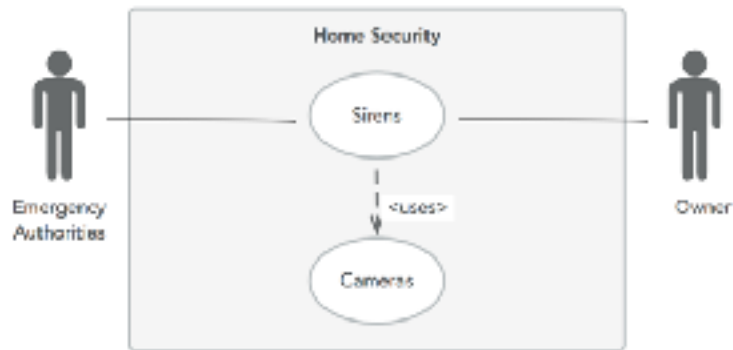 Home Security
Sirens
<uses>
Emergency
Authorities
Owner
Cameras